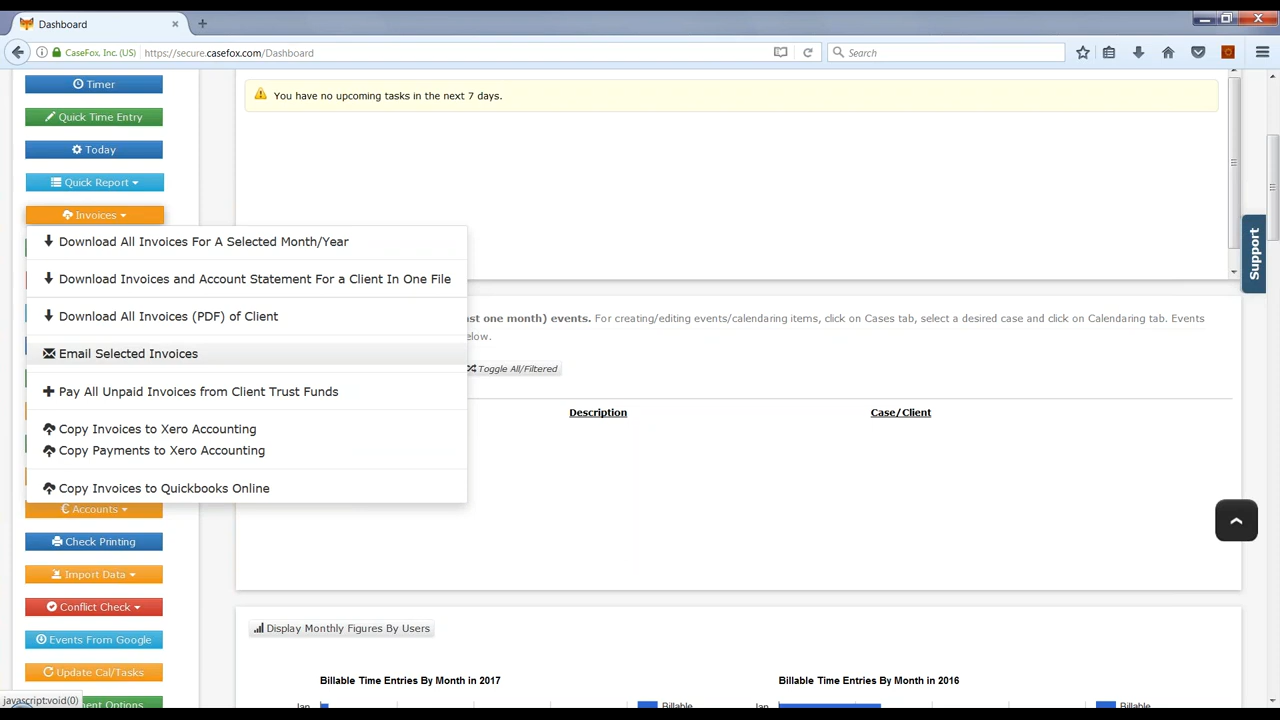 Dashboard
CaseFox, Inc. (US)
https://secure.casefox.com/Dashboard
Search
Timer
Quick Time Entry
Today
Quick Report
Invoices
Download All Invoices For A Selected Month/Year
Download Invoices and Account Statement For a Client In One File
Download All Invoices (PDF) of Client
Email Selected Invoices
Pay All Unpaid Invoices from Client Trust Funds
Copy Invoices to Xero Accounting
Copy Payments to Xero Accounting
Copy Invoices to Quickbooks Online
Accounts
Check Printing
Import Data
Conflict Check
Events From Google
Update Cal/Tasks
ment Options
javascript:void(0)
You have no upcoming tasks in the next 7 days.
ast one month) events. For creating/editing events/calendaring items, click on Cases tab, select a desired case and click on Calendaring tab. Events
elow.
Toggle All/Filtered
Description
Case/Client
Display Monthly Figures By Users
Billable Time Entries By Month in 2017
Billable Time Entries By Month in 2016
Jan
Billable
Jan
Billable
Support